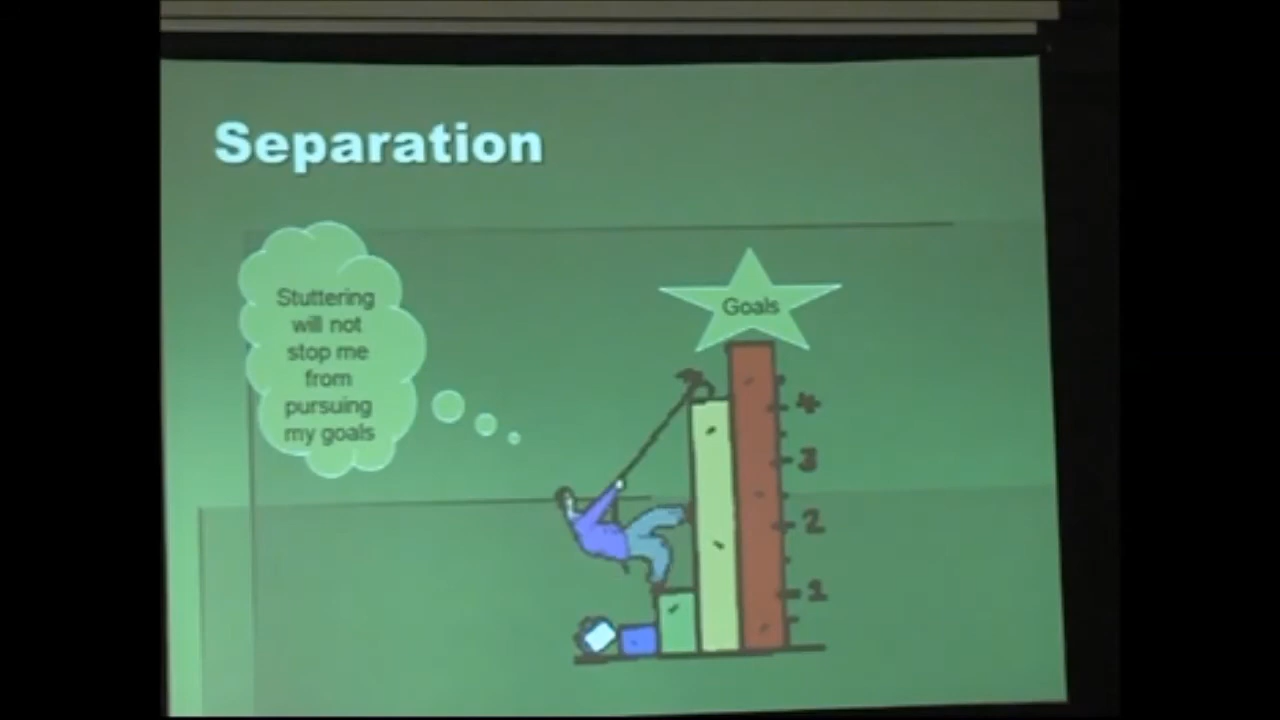 Separation
Stuttering
will not
stop me
from
pursuing
my goals
Goals
4
3
2
1